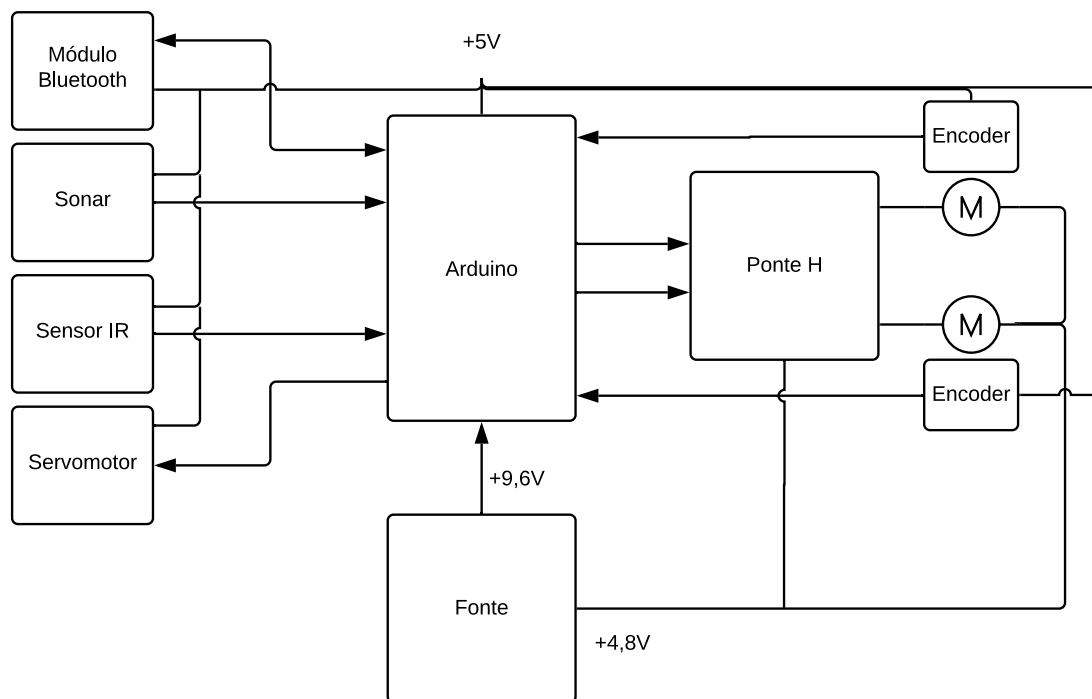 Módulo
Bluetooth
+5V
Encoder
Sonar
M
Arduino
Ponte H
Sensor IR
M
Encoder
Servomotor
+9,6V
Fonte
+4,8V